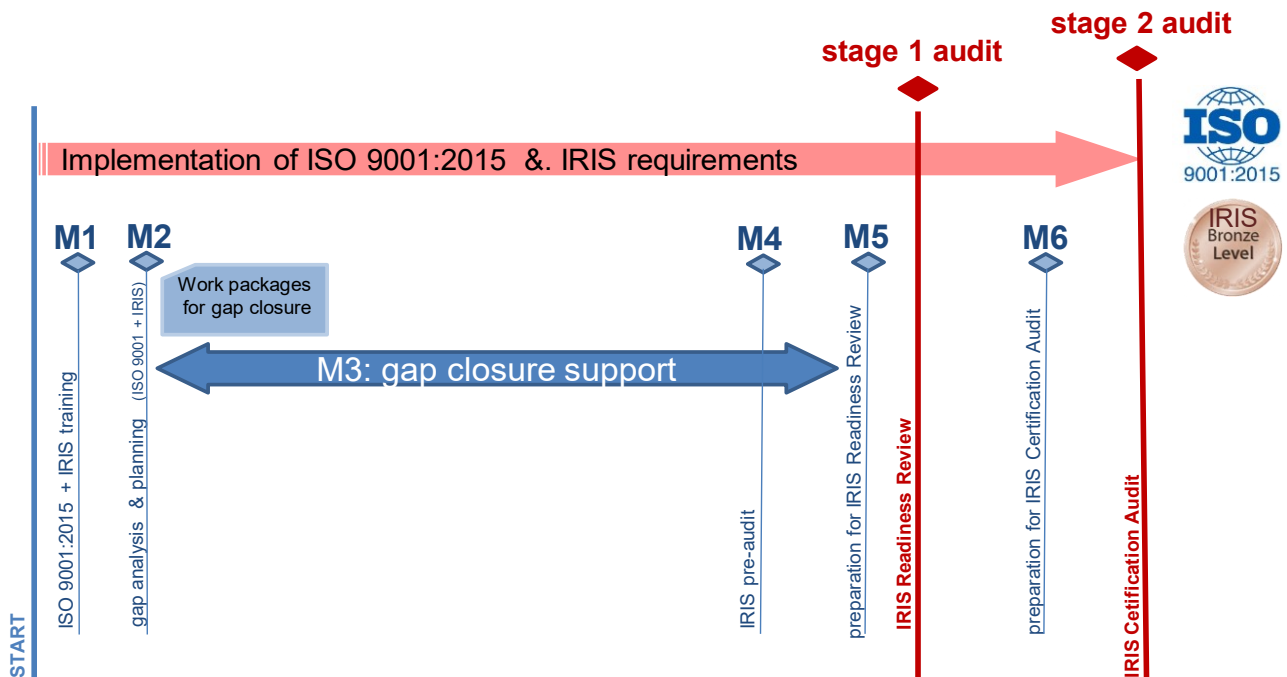 stage 2 audit
stage 1 audit
Implementation of ISO 9001:2015 &. IRIS requirements
ISO
9001:2015
IRIS
Bronze
Level
M1
M2
M4
M5
M6
Work packages
for gap closure
M3: gap closure support
START
ISO 9001:2015 + IRIS training
gap analysis & planning (ISO 9001 + IRIS)
IRIS pre-audit
preparation for IRIS Readiness Review
IRIS Readiness Review
preparation for IRIS Certification Audit
IRIS Cetification Audit